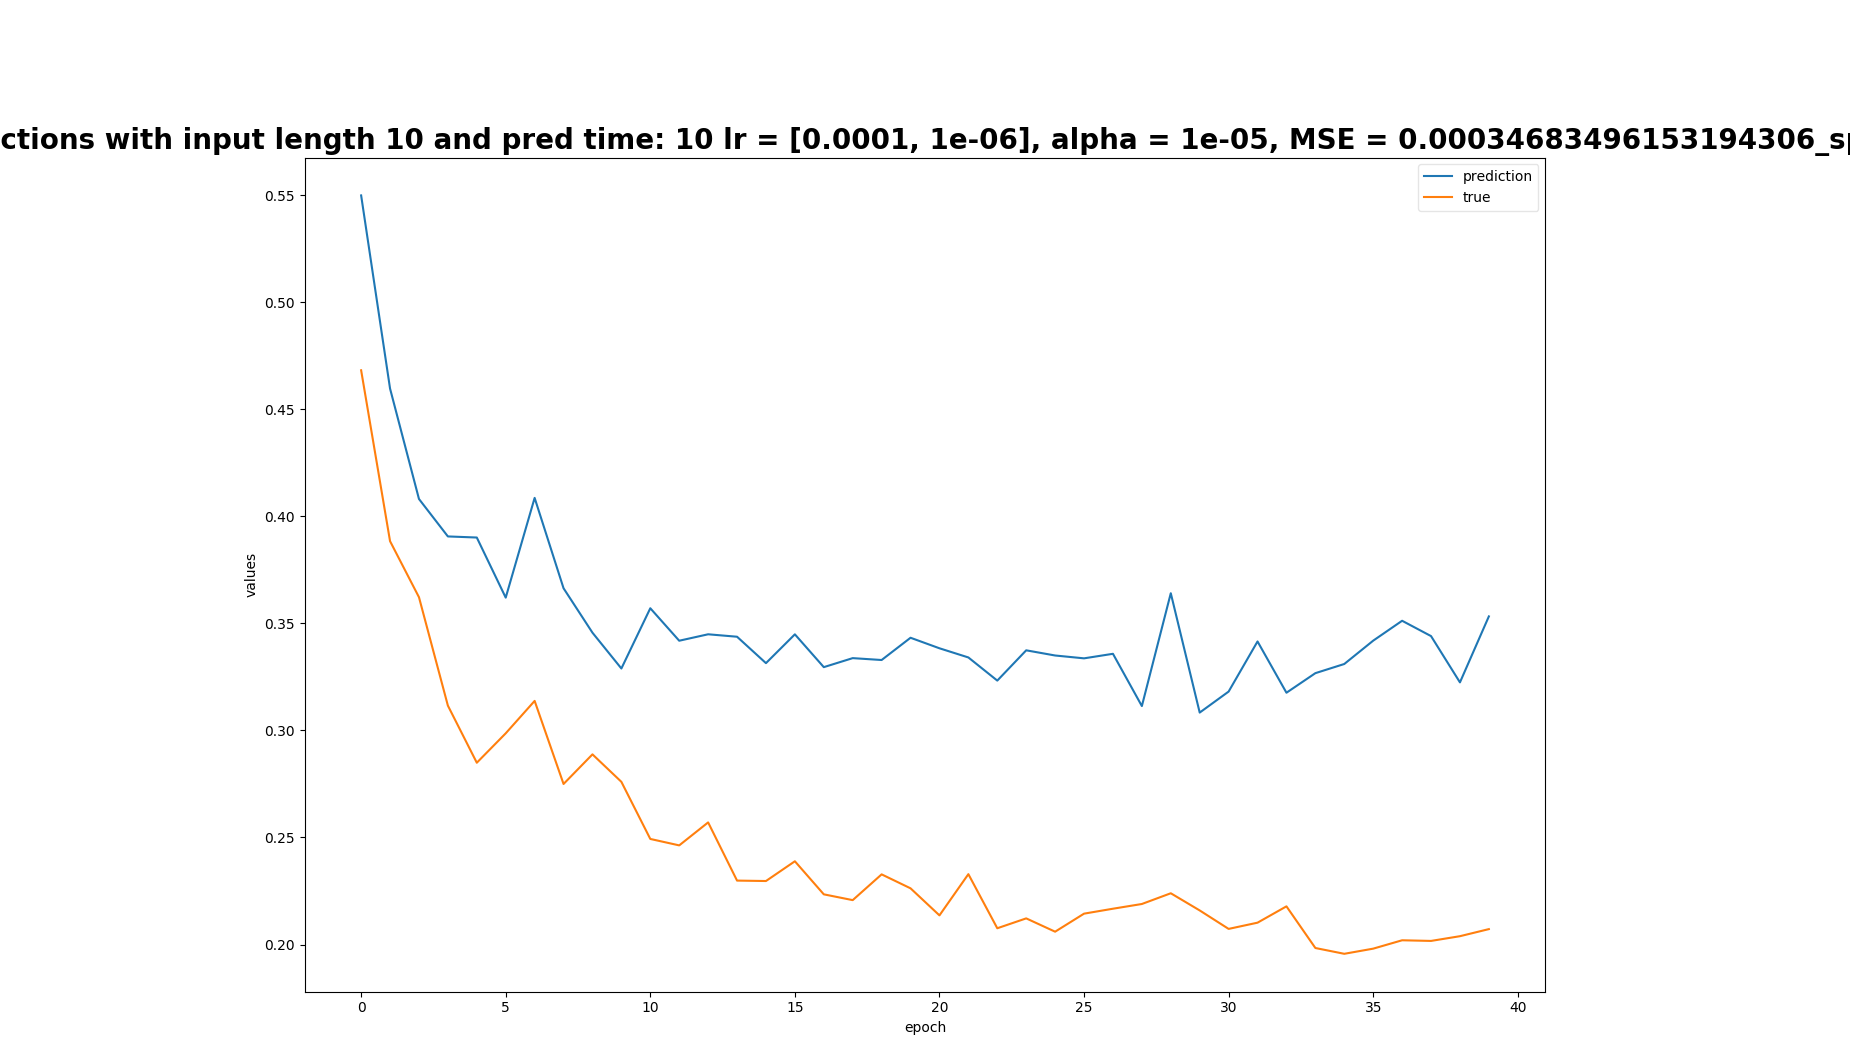 ctions with input length 10 and pred time: 10 lr = [0.0001, 1e-06], alpha = 1e-05, MSE = 0.00034683496153194306_sp
prediction
true
0.55
0.50
0.45
0.40
0.35
0.30
0.25
0.20
values
0 5 10 15 20 25 30 35 40
epoch